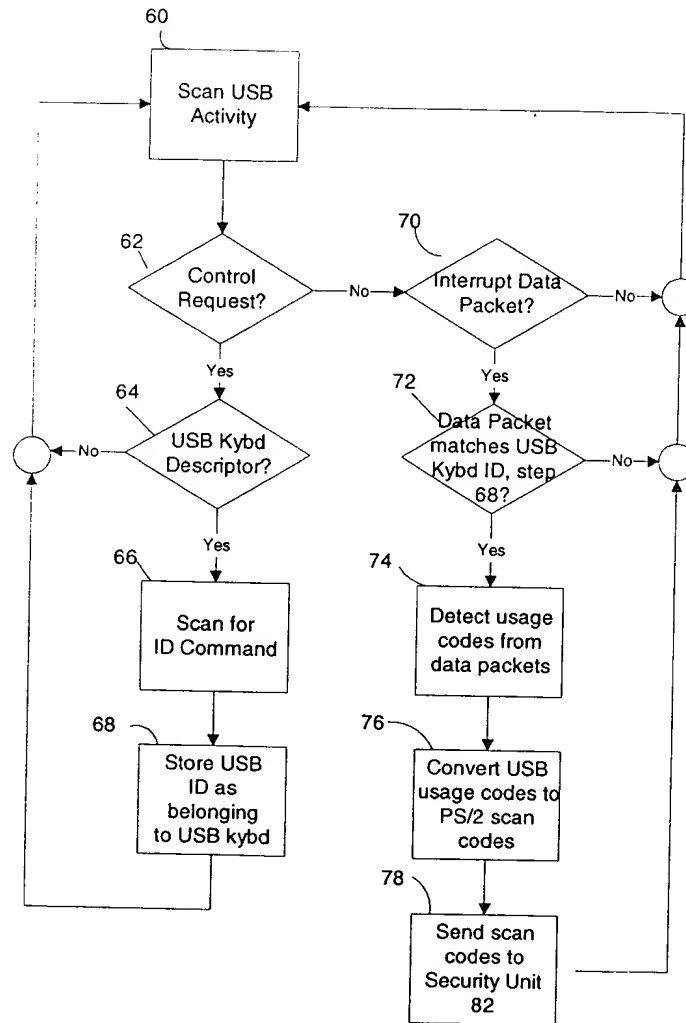 60
Scan USB
Activity
62
Control
Request?
No
70
Interrupt Data
Packet?
No
Yes
Yes
64
USB Kybd
Descriptor?
No
72
Data Packet
matches USB
Kybd ID, step
68?
No
Yes
Yes
66
Scan for
ID Command
74
Detect usage
codes from
data packets
68
Store USB
ID as
belonging
to USB kybd
76
Convert USB
usage codes to
PS/2 scan
codes
78
Send scan
codes to
Security Unit
82